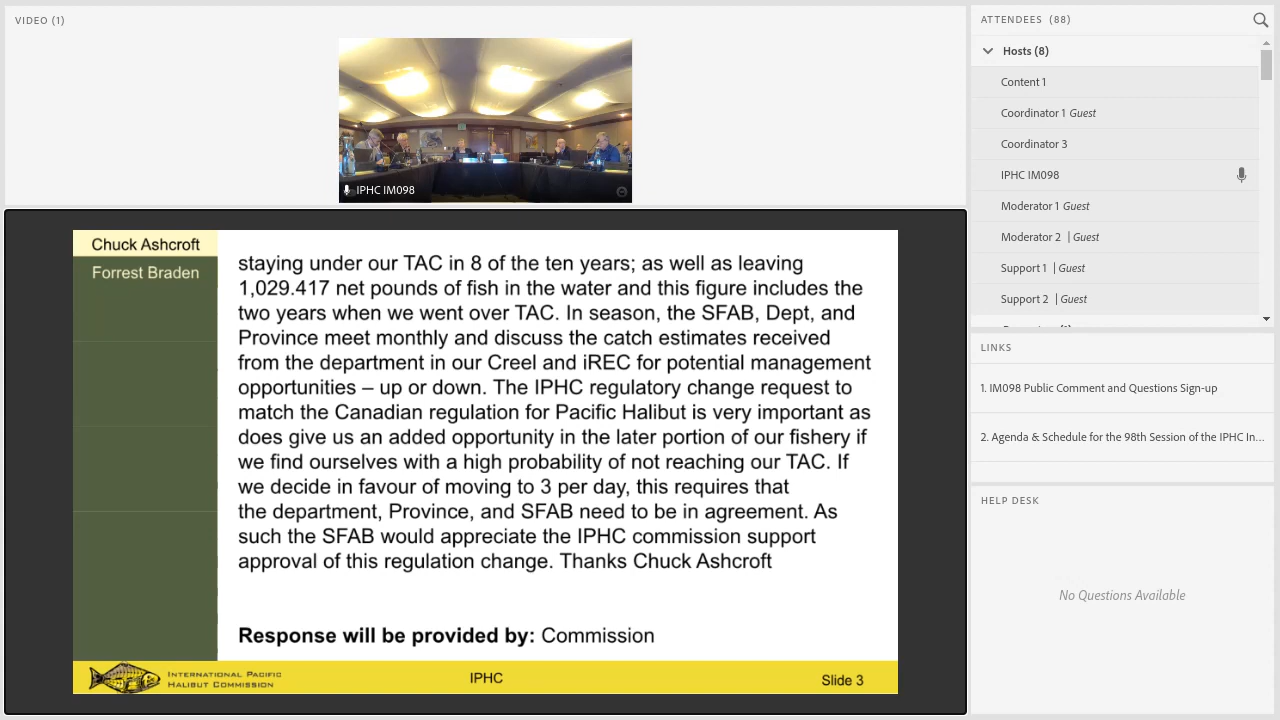 VIDEO (1)
IPHC IM098
Chuck Ashcroft
Forrest Braden
staying under our TAC in 8 of the ten years; as well as leaving
1,029.417 net pounds of fish in the water and this figure includes the
two years when we went over TAC. In season, the SFAB, Dept, and
Province meet monthly and discuss the catch estimates received
from the department in our Creel and iREC for potential management
opportunities – up or down. The IPHC regulatory change request to
match the Canadian regulation for Pacific Halibut is very important as
does give us an added opportunity in the later portion of our fishery if
we find ourselves with a high probability of not reaching our TAC. If
we decide in favour of moving to 3 per day, this requires that
the department, Province, and SFAB need to be in agreement. As
such the SFAB would appreciate the IPHC commission support
approval of this regulation change. Thanks Chuck Ashcroft
Response will be provided by: Commission
INTERNATIONAL PACIFIC
HALIBUT COMMISSION
IPHC
Slide 3
ATTENDEES (88)
Hosts (8)
Content 1
Coordinator 1 Guest
Coordinator 3
IPHC IM098
Moderator 1 Guest
Moderator 2 | Guest
Support 1 | Guest
Support 2 | Guest
LINKS
1. IM098 Public Comment and Questions Sign-up
2. Agenda & Schedule for the 98th Session of the IPHC In...
HELP DESK
No Questions Available